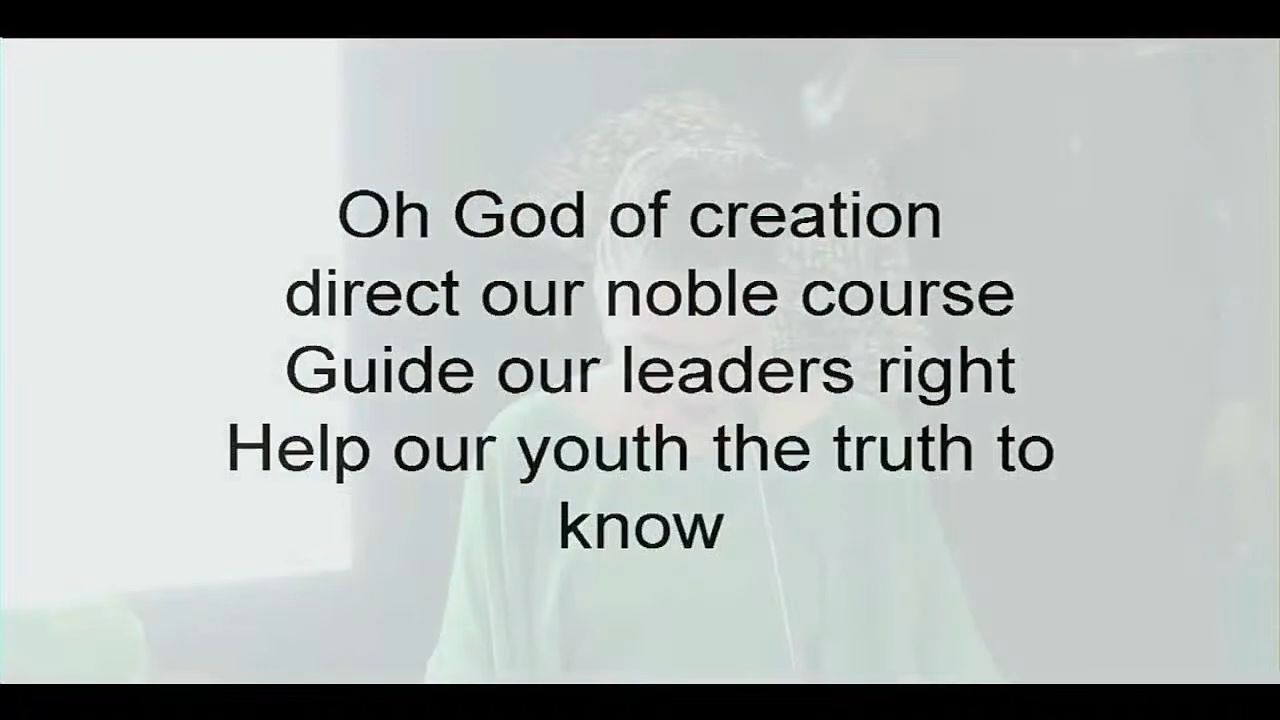 Oh God of creation
direct our noble course
Guide our leaders right
Help our youth the truth to
know